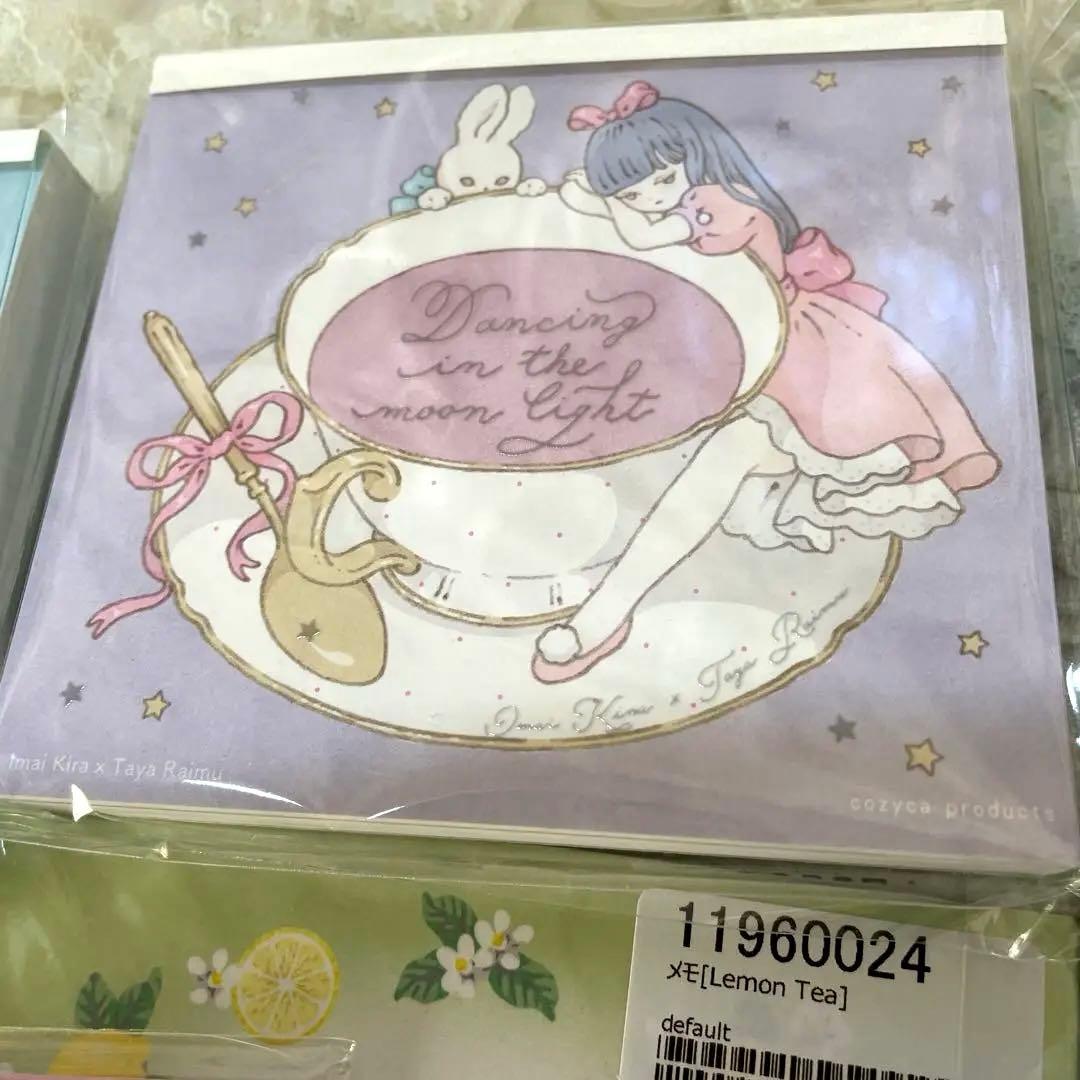 Dancing
in the
moon light
Imai Kira x Taya Raimu
Imai Kira x Taya Raimu
cozyca products
11960024
メモ[Lemon Tea]
default